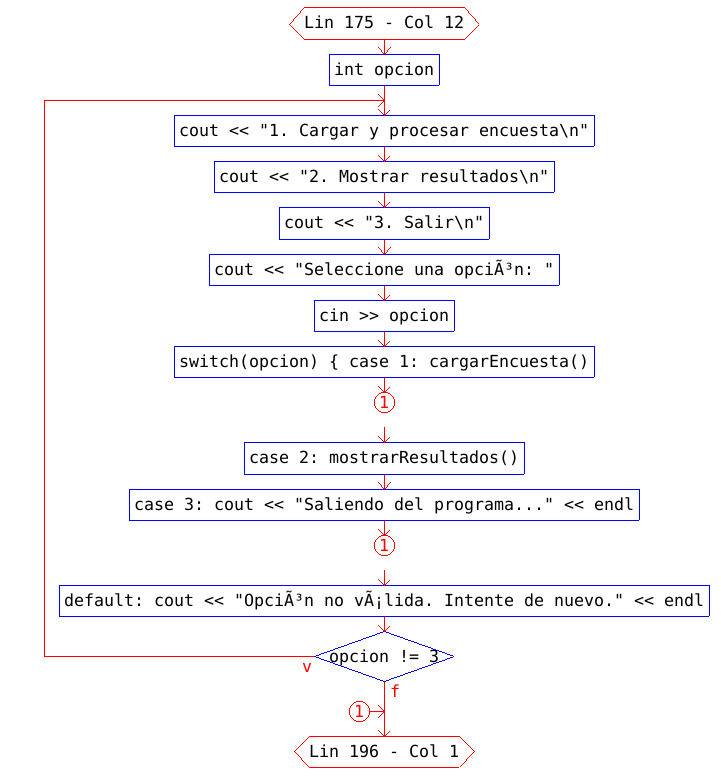 Lin 175 - Col 12
int opcion
cout << "1. Cargar y procesar encuesta\n"
cout << "2. Mostrar resultados\n"
cout << "3. Salir\n"
cout << "Seleccione una opciÃ³n: "
cin >> opcion
switch(opcion) { case 1: cargarEncuesta()
1
case 2: mostrarResultados()
case 3: cout << "Saliendo del programa..." << endl
1
default: cout << "OpciÃ³n no vÃ¡lida. Intente de nuevo." << endl
opcion != 3
v
f
1
Lin 196 - Col 1